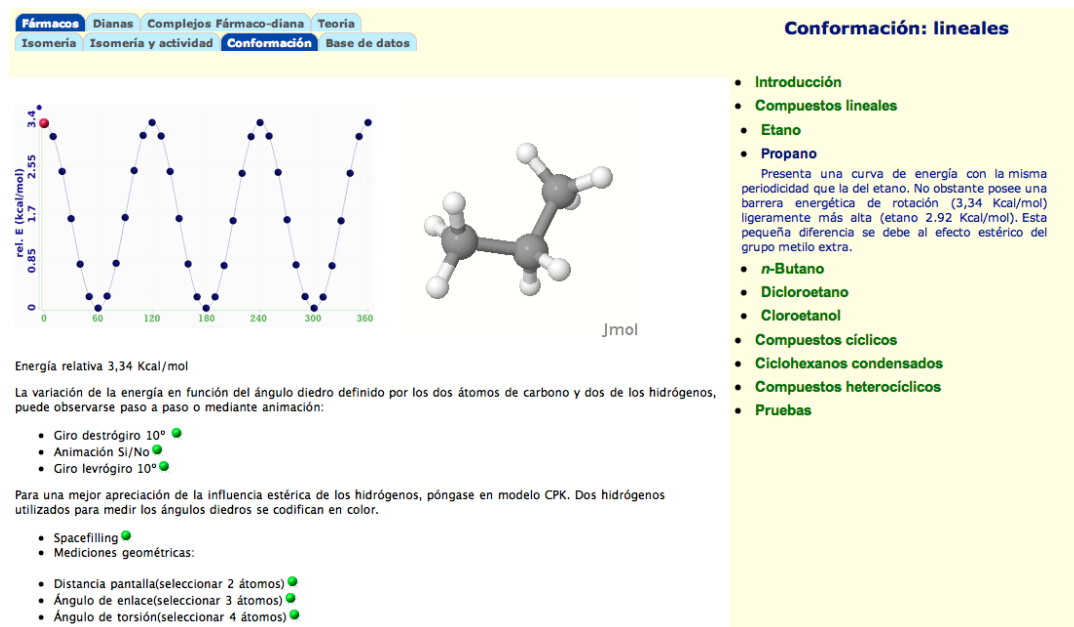 Fármacos Dianas Complejos Fármaco-diana Teoria
Isomería Isomería y actividad Conformación Base de datos
Conformación: lineales
rel. E (kcal/mol)
3.4
2.55
1.7
0.85
0
0 60 120 180 240 300 360
Jmol
Energía relativa 3,34 Kcal/mol
La variación de la energía en función del ángulo diedro definido por los dos átomos de carbono y dos de los hidrógenos,
puede observarse paso a paso o mediante animación:
• Giro destrógiro 10º
• Animación Si/No
• Giro levrógiro 10º
Para una mejor apreciación de la influencia estérica de los hidrógenos, póngase en modelo CPK. Dos hidrógenos
utilizados para medir los ángulos diedros se codifican en color.
• Spacefilling
• Mediciones geométricas:
• Distancia pantalla(seleccionar 2 átomos)
• Ángulo de enlace(seleccionar 3 átomos)
• Ángulo de torsión(seleccionar 4 átomos)
• Introducción
• Compuestos lineales
• Etano
• Propano
Presenta una curva de energía con la misma
periodicidad que la del etano. No obstante posee una
barrera energética de rotación (3,34 Kcal/mol)
ligeramente más alta (etano 2.92 Kcal/mol). Esta
pequeña diferencia se debe al efecto estérico del
grupo metilo extra.
• n-Butano
• Dicloroetano
• Cloroetanol
• Compuestos cíclicos
• Ciclohexanos condensados
• Compuestos heterocíclicos
• Pruebas